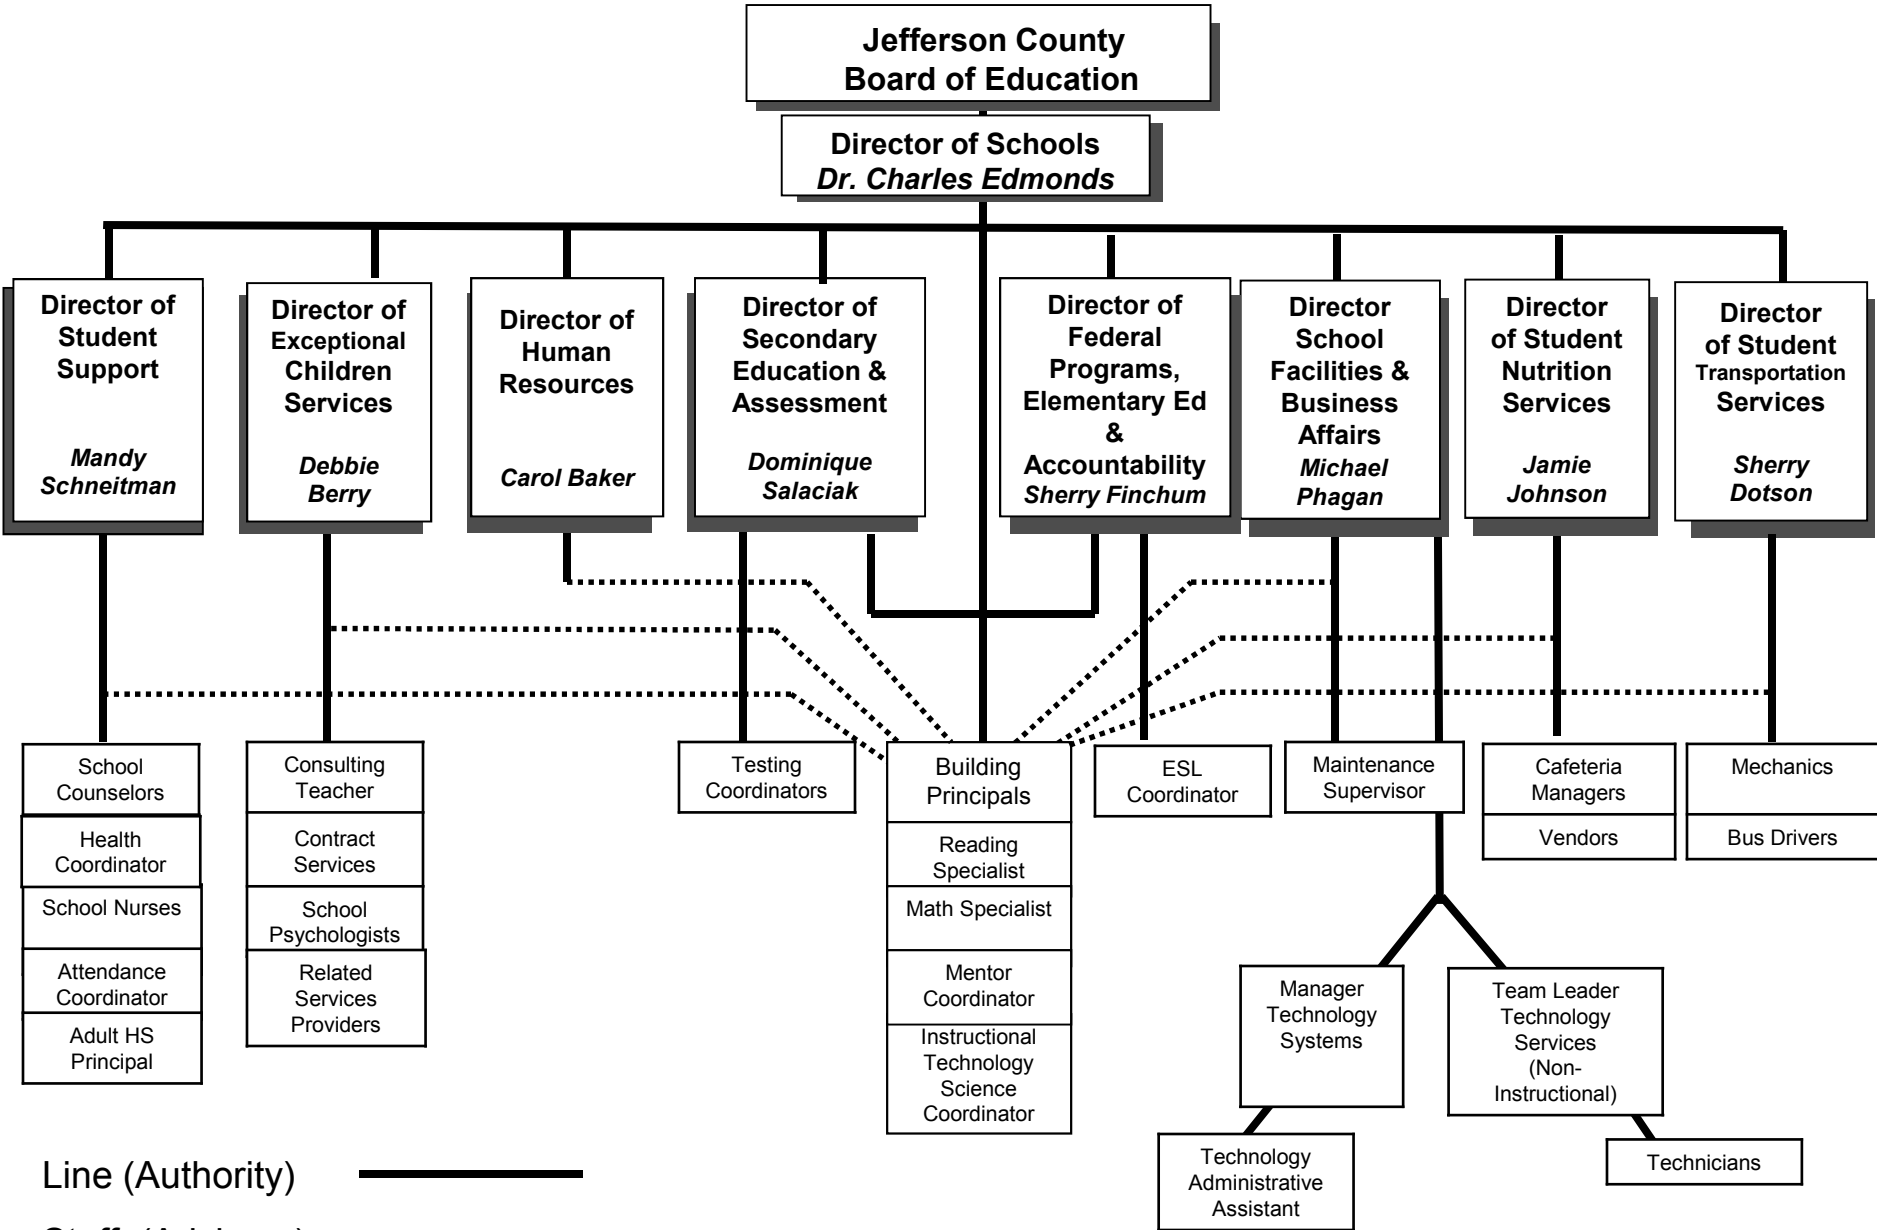 Jefferson County
Board of Education
Director of Schools
Dr. Charles Edmonds
Director of
Student
Support
Mandy
Schneitman
Director of
Exceptional
Children
Services
Debbie
Berry
Director of
Human
Resources
Carol Baker
Director of
Secondary
Education &
Assessment
Dominique
Salaciak
Director of
Federal
Programs,
Elementary Ed
&
Accountability
Sherry Finchum
Director
School
Facilities &
Business
Affairs
Michael
Phagan
Director
of Student
Nutrition
Services
Jamie
Johnson
Director
of Student
Transportation
Services
Sherry
Dotson
School
Counselors
Health
Coordinator
School Nurses
Attendance
Coordinator
Adult HS
Principal
Consulting
Teacher
Contract
Services
School
Psychologists
Related
Services
Providers
Testing
Coordinators
Building
Principals
Reading
Specialist
Math Specialist
Mentor
Coordinator
Instructional
Technology
Science
Coordinator
ESL
Coordinator
Maintenance
Supervisor
Cafeteria
Managers
Vendors
Mechanics
Bus Drivers
Manager
Technology
Systems
Team Leader
Technology
Services
(Non-
Instructional)
Technology
Administrative
Assistant
Technicians
Line (Authority)